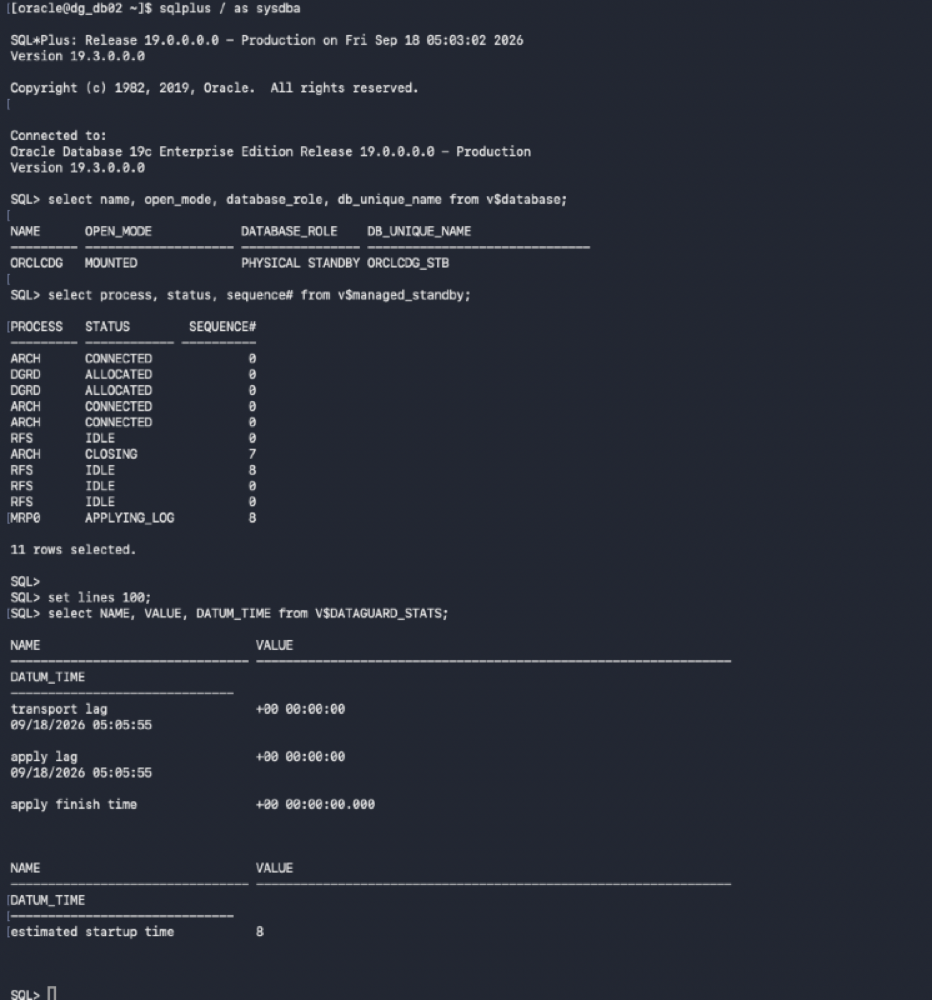 [[oracle@dg_db02 ~]$ sqlplus / as sysdba
SQL*Plus: Release 19.0.0.0.0 - Production on Fri Sep 18 05:03:02 2026
Version 19.3.0.0.0
Copyright (c) 1982, 2019, Oracle.  All rights reserved.
[
Connected to:
Oracle Database 19c Enterprise Edition Release 19.0.0.0.0 - Production
Version 19.3.0.0.0
SQL> select name, open_mode, database_role, db_unique_name from v$database;
[
NAME      OPEN_MODE            DATABASE_ROLE    DB_UNIQUE_NAME
--------- -------------------- ---------------- ------------------------------
ORCLCDG   MOUNTED              PHYSICAL STANDBY ORCLCDG_STB
[
SQL> select process, status, sequence# from v$managed_standby;
[PROCESS   STATUS        SEQUENCE#
--------- ------------ ----------
ARCH      CONNECTED             0
DGRD      ALLOCATED             0
DGRD      ALLOCATED             0
ARCH      CONNECTED             0
ARCH      CONNECTED             0
RFS       IDLE                  0
ARCH      CLOSING               7
RFS       IDLE                  8
RFS       IDLE                  0
RFS       IDLE                  0
[MRP0      APPLYING_LOG          8
11 rows selected.
SQL>
SQL> set lines 100;
[SQL> select NAME, VALUE, DATUM_TIME from V$DATAGUARD_STATS;
NAME                             VALUE
-------------------------------- ----------------------------------------------------------------
DATUM_TIME
------------------------------
transport lag                    +00 00:00:00
09/18/2026 05:05:55
apply lag                        +00 00:00:00
09/18/2026 05:05:55
apply finish time                +00 00:00:00.000
NAME                             VALUE
-------------------------------- ----------------------------------------------------------------
[DATUM_TIME
[------------------------------
[estimated startup time           8
SQL>